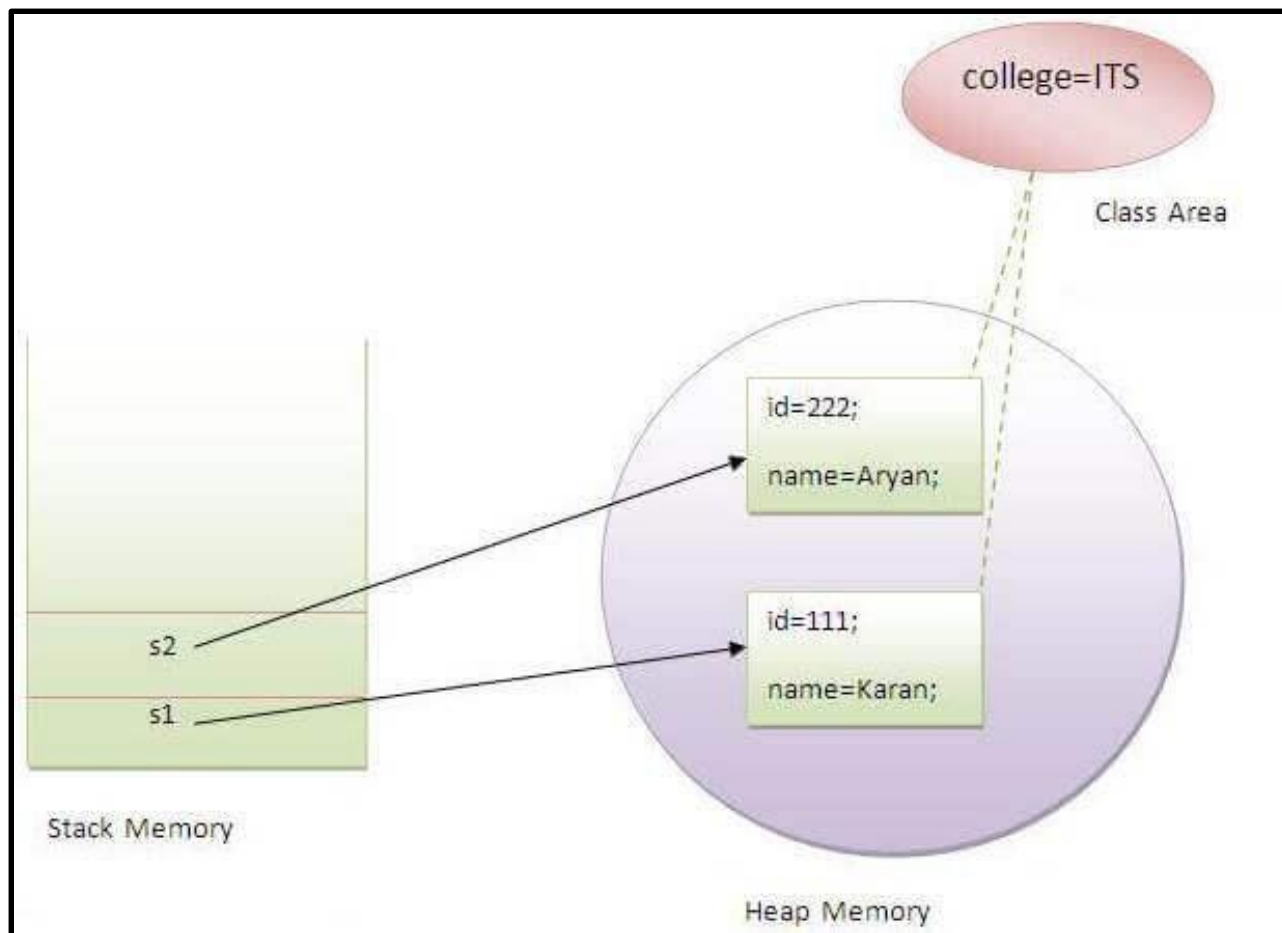 college=ITS
Class Area
id=222;
name=Aryan;
s2
id=111;
name=Karan;
s1
Stack Memory
Heap Memory